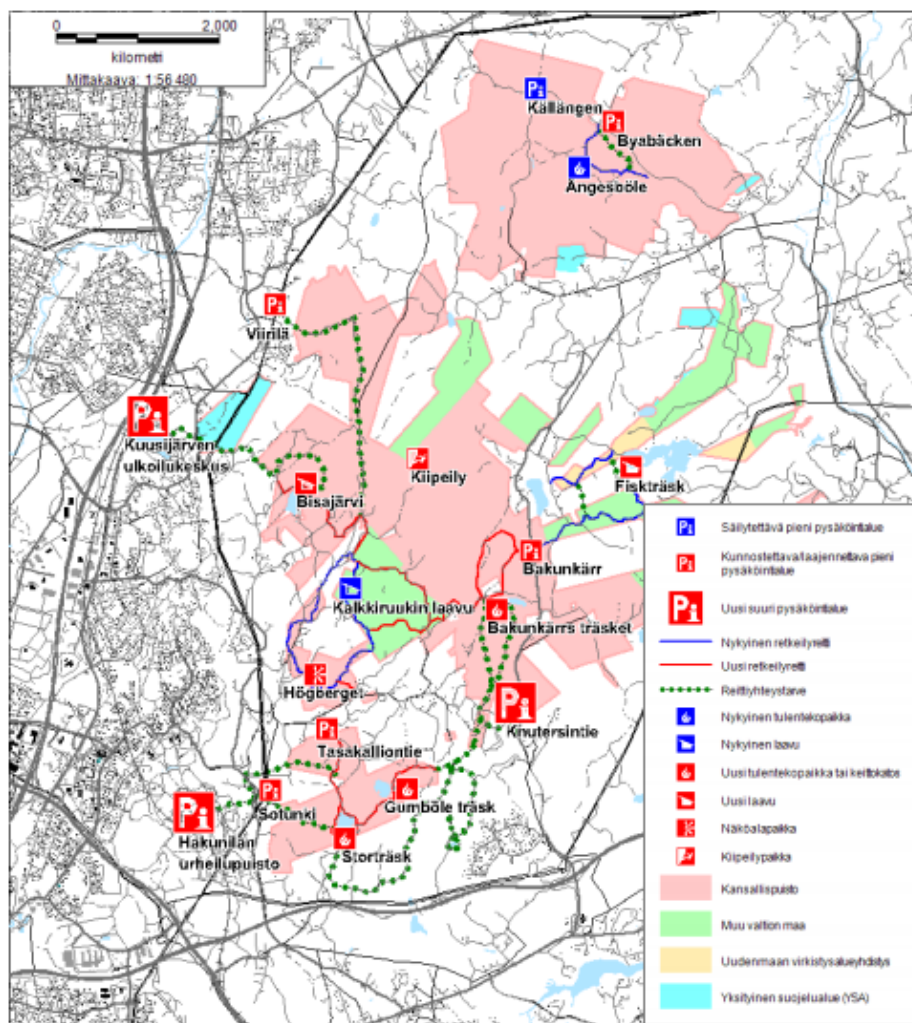 0 2,000
kilometri
Mittakaava: 1:56 480
Källängen
Byabäcken
Ängesböle
Viirilä
Kuusijärven
ulkoilukeskus
Bisajärvi
Kiipeily
Fiskträsk
Bakunkärr
Kalkkiruukin laavu
Bakunkärrs träsket
Högberget
Knutersintie
Tasakalliontie
Sotunki
Gumböle träsk
Hakunilan
urheilupuisto
Storträsk
Säilytettävä pieni pysäköintialue
Kunnostettava/laajennettava pieni
pysäköintialue
Uusi suuri pysäköintialue
Nykyinen retkeilyreitti
Uusi retkeilyreitti
Reittiyhteystarve
Nykyinen tulentekopaikka
Nykyinen laavu
Uusi tulentekopaikka tai keittokatos
Uusi laavu
Näköalapaikka
Kiipeilypaikka
Kansallispuisto
Muu valtion maa
Uudenmaan virkistysalueyhdistys
Yksityinen suojelualue (YSA)